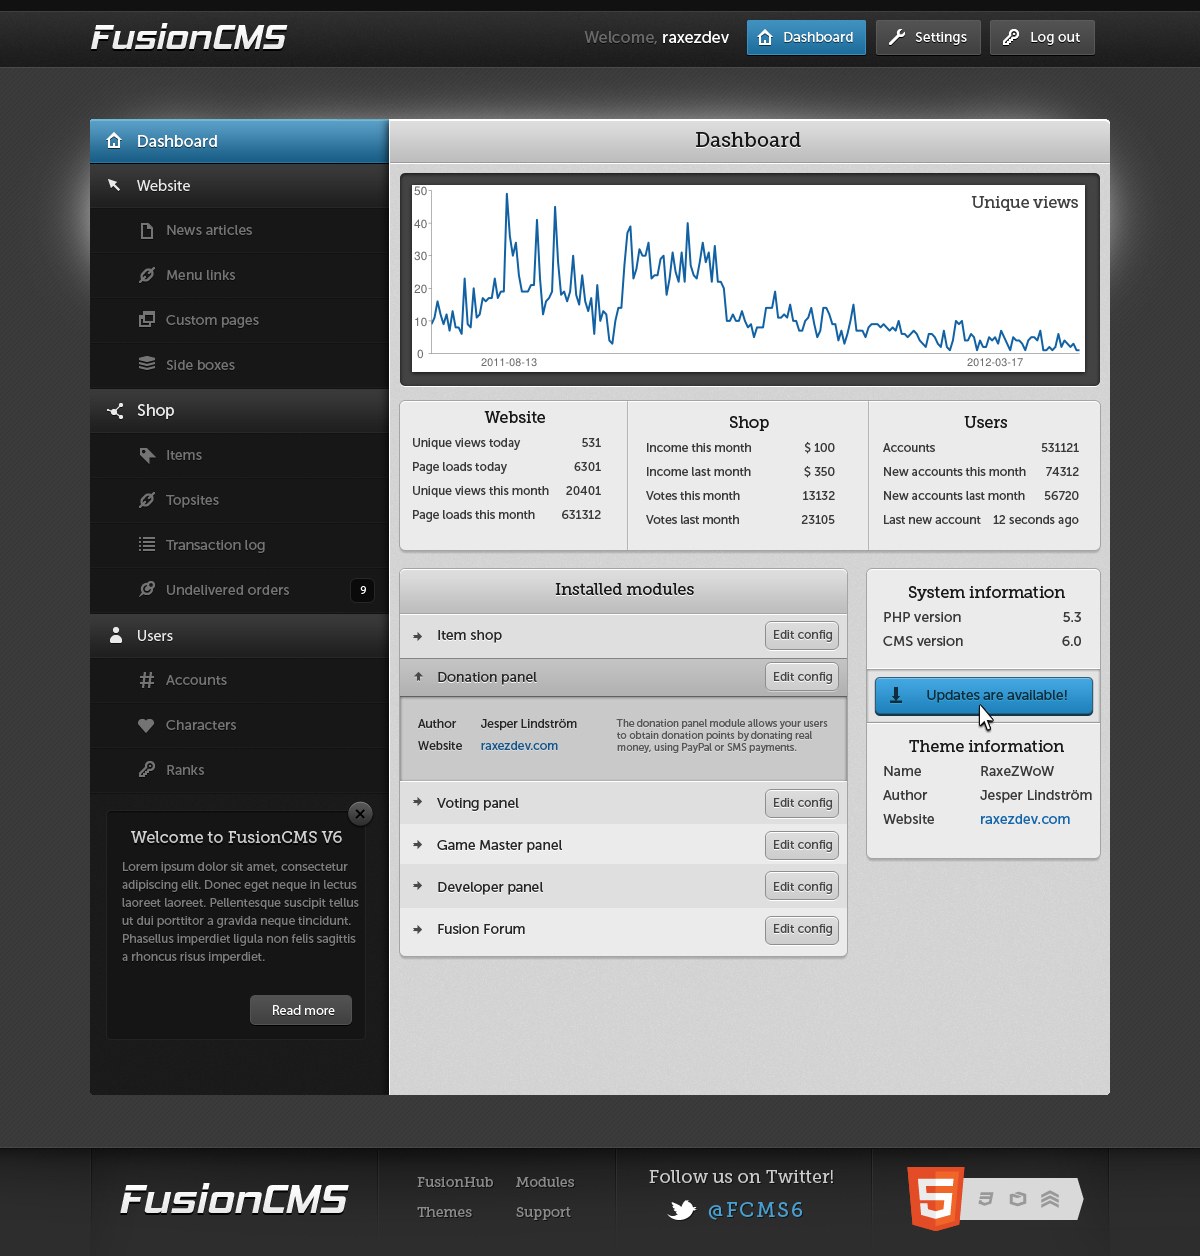 FusionCMS
Welcome, raxezdev
Dashboard
Settings
Log out
Dashboard
Website
News articles
Menu links
Custom pages
Side boxes
Shop
Items
Topsites
Transaction log
Undelivered orders 9
Users
Accounts
Characters
Ranks
Welcome to FusionCMS V6
Lorem ipsum dolor sit amet, consectetur
adipiscing elit. Donec eget neque in lectus
laoreet laoreet. Pellentesque suscipit tellus
ut dui porttitor a gravida neque tincidunt.
Phasellus imperdiet ligula non felis sagittis
a rhoncus risus imperdiet.
Read more
Dashboard
Unique views
50
40
30
20
10
0
2011-08-13 2012-03-17
Website
Unique views today 531
Page loads today 6301
Unique views this month 20401
Page loads this month 631312
Shop
Income this month $ 100
Income last month $ 350
Votes this month 13132
Votes last month 23105
Users
Accounts 531121
New accounts this month 74312
New accounts last month 56720
Last new account 12 seconds ago
Installed modules
Item shop Edit config
Donation panel Edit config
Author Jesper Lindström
Website raxezdev.com
The donation panel module allows your users
to obtain donation points by donating real
money, using PayPal or SMS payments.
Voting panel Edit config
Game Master panel Edit config
Developer panel Edit config
Fusion Forum Edit config
System information
PHP version 5.3
CMS version 6.0
Updates are available!
Theme information
Name RaxeZWoW
Author Jesper Lindström
Website raxezdev.com
FusionCMS
FusionHub Modules
Themes Support
Follow us on Twitter!
@FCMS6
5